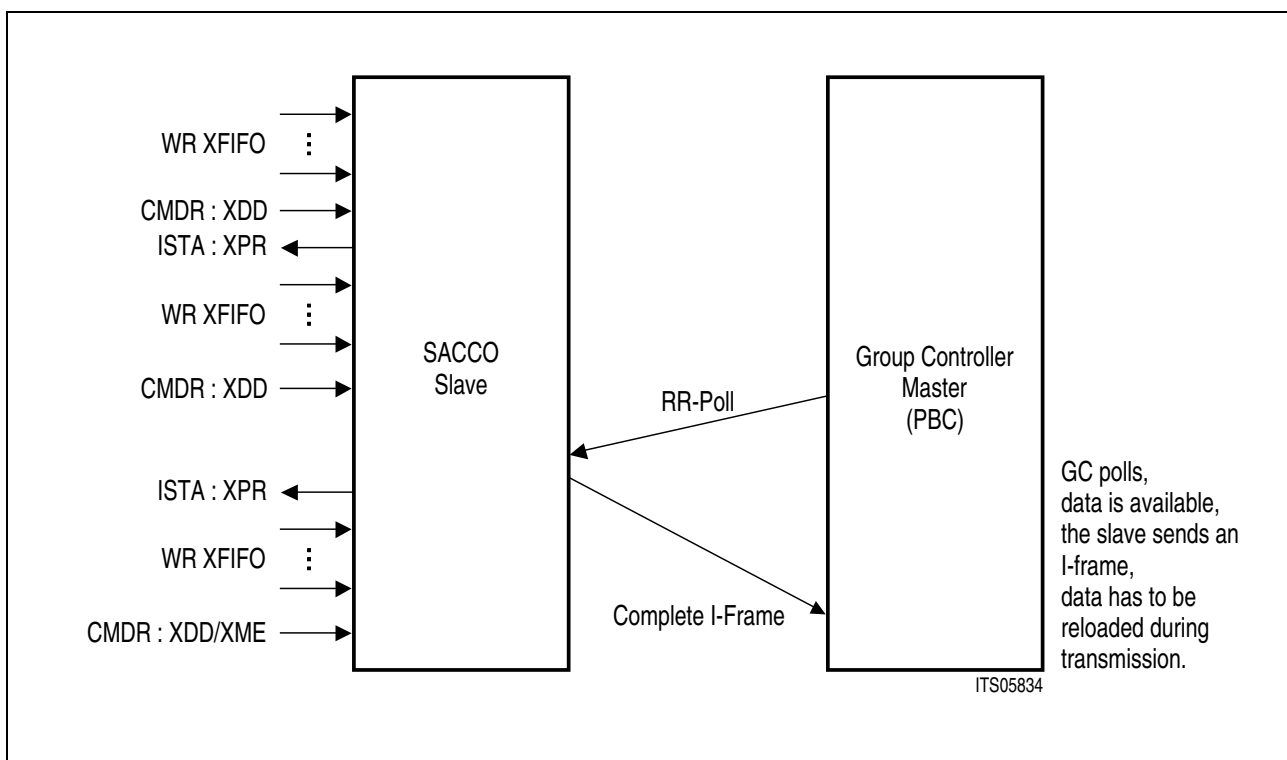 WR XFIFO
CMDR : XDD
ISTA : XPR
WR XFIFO
CMDR : XDD
ISTA : XPR
WR XFIFO
CMDR : XDD/XME
SACCO
Slave
RR-Poll
Complete I-Frame
Group Controller
Master
(PBC)
GC polls,
data is available,
the slave sends an
I-frame,
data has to be
reloaded during
transmission.
ITS05834